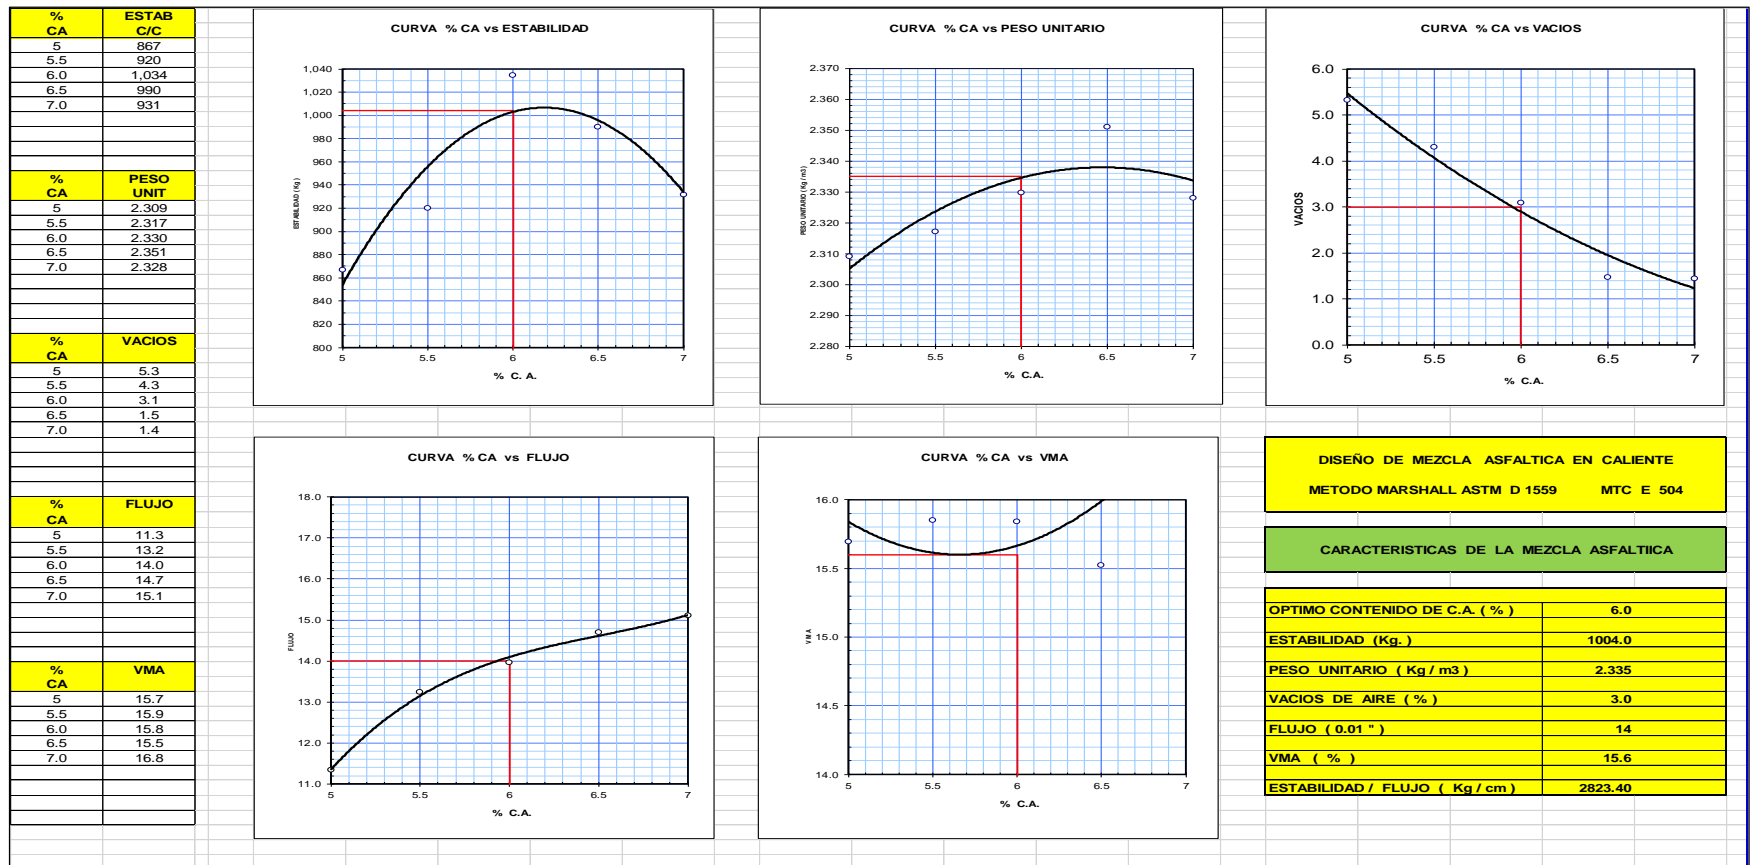 % ESTAB
CA C/C
5 867
5.5 920
6.0 1,034
6.5 990
7.0 931
% PESO
CA UNIT
5 2.309
5.5 2.317
6.0 2.330
6.5 2.351
7.0 2.328
% VACIOS
CA
5 5.3
5.5 4.3
6.0 3.1
6.5 1.5
7.0 1.4
% FLUJO
CA
5 11.3
5.5 13.2
6.0 14.0
6.5 14.7
7.0 15.1
% VMA
CA
5 15.7
5.5 15.9
6.0 15.8
6.5 15.5
7.0 16.8
CURVA % CA vs ESTABILIDAD
1,040
1,020
1,000
980
960
940
920
900
880
860
840
820
800
ESTABILIDAD (Kg)
5 5.5 6 6.5 7
% C.A.
CURVA % CA vs PESO UNITARIO
2.370
2.360
2.350
2.340
2.330
2.320
2.310
2.300
2.290
2.280
PESO UNITARIO (Kg/m3)
5 5.5 6 6.5 7
% C.A.
CURVA % CA vs VACIOS
6.0
5.0
4.0
3.0
2.0
1.0
0.0
VACIOS
5 5.5 6 6.5 7
% C.A.
CURVA % CA vs FLUJO
18.0
17.0
16.0
15.0
14.0
13.0
12.0
11.0
FLUJO
5 5.5 6 6.5 7
% C.A.
CURVA % CA vs VMA
16.0
15.5
15.0
14.5
14.0
VMA
5 5.5 6 6.5 7
% C.A.
DISEÑO DE MEZCLA ASFALTICA EN CALIENTE
METODO MARSHALL ASTM D 1559 MTC E 504
CARACTERISTICAS DE LA MEZCLA ASFALTIICA
OPTIMO CONTENIDO DE C.A. ( % ) 6.0
ESTABILIDAD (Kg. ) 1004.0
PESO UNITARIO ( Kg / m3 ) 2.335
VACIOS DE AIRE ( % ) 3.0
FLUJO ( 0.01 " ) 14
VMA ( % ) 15.6
ESTABILIDAD / FLUJO ( Kg / cm ) 2823.40